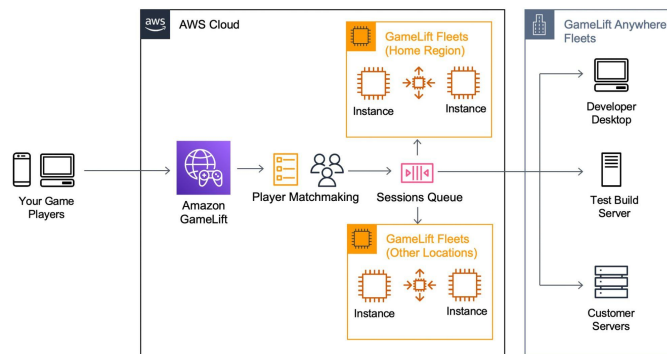 aws
AWS Cloud
GameLift Fleets
(Home Region)
Instance
Instance
GameLift Anywhere
Fleets
Developer
Desktop
Your Game
Players
Amazon
GameLift
Player Matchmaking
Sessions Queue
Test Build
Server
GameLift Fleets
(Other Locations)
Instance
Instance
Customer
Servers